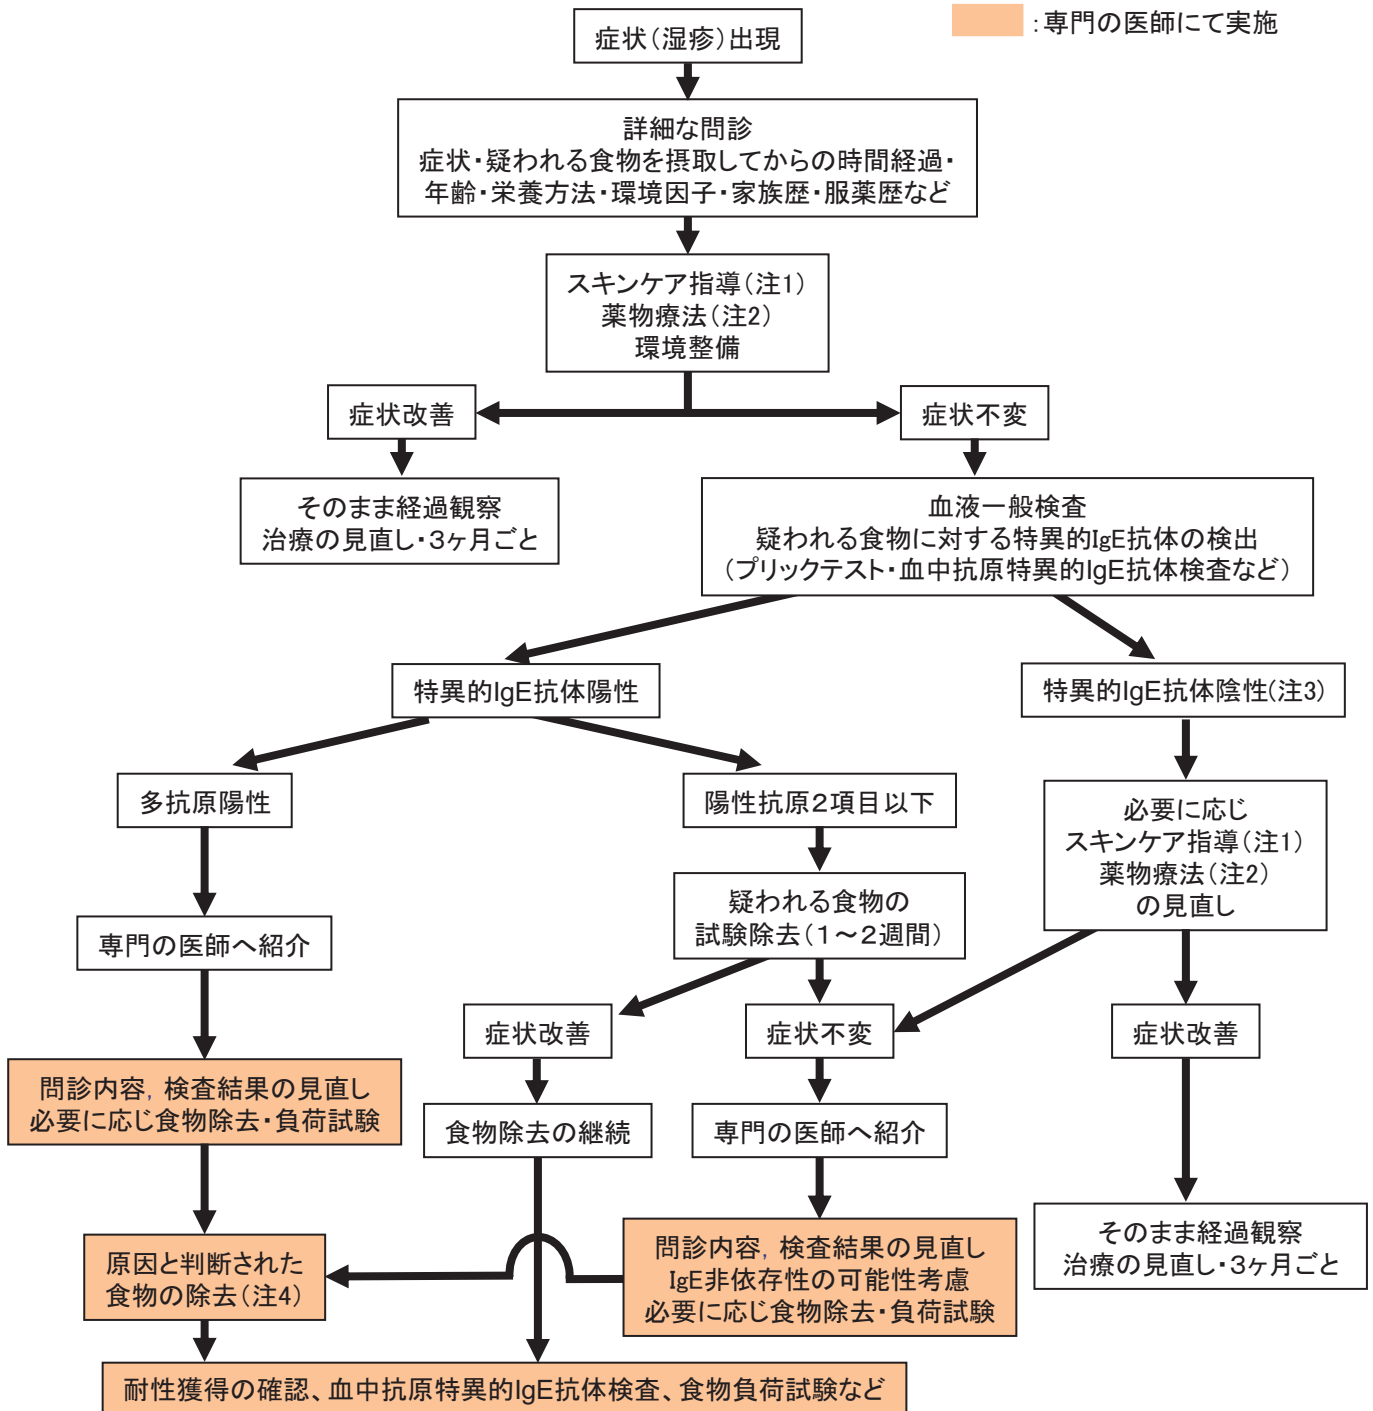 :専門の医師にて実施
症状(湿疹)出現
詳細な問診
症状・疑われる食物を摂取してからの時間経過・
年齢・栄養方法・環境因子・家族歴・服薬歴など
スキンケア指導(注1)
薬物療法(注2)
環境整備
症状改善
症状不変
そのまま経過観察
治療の見直し・3ヶ月ごと
血液一般検査
疑われる食物に対する特異的IgE抗体の検出
(プリックテスト・血中抗原特異的IgE抗体検査など)
特異的IgE抗体陽性
特異的IgE抗体陰性(注3)
多抗原陽性
陽性抗原2項目以下
必要に応じ
スキンケア指導(注1)
薬物療法(注2)
の見直し
専門の医師へ紹介
疑われる食物の
試験除去(1~2週間)
症状改善
症状不変
症状改善
問診内容, 検査結果の見直し
必要に応じ食物除去・負荷試験
食物除去の継続
専門の医師へ紹介
原因と判断された
食物の除去(注4)
問診内容, 検査結果の見直し
IgE非依存性の可能性考慮
必要に応じ食物除去・負荷試験
そのまま経過観察
治療の見直し・3ヶ月ごと
耐性獲得の確認、血中抗原特異的IgE抗体検査、食物負荷試験など